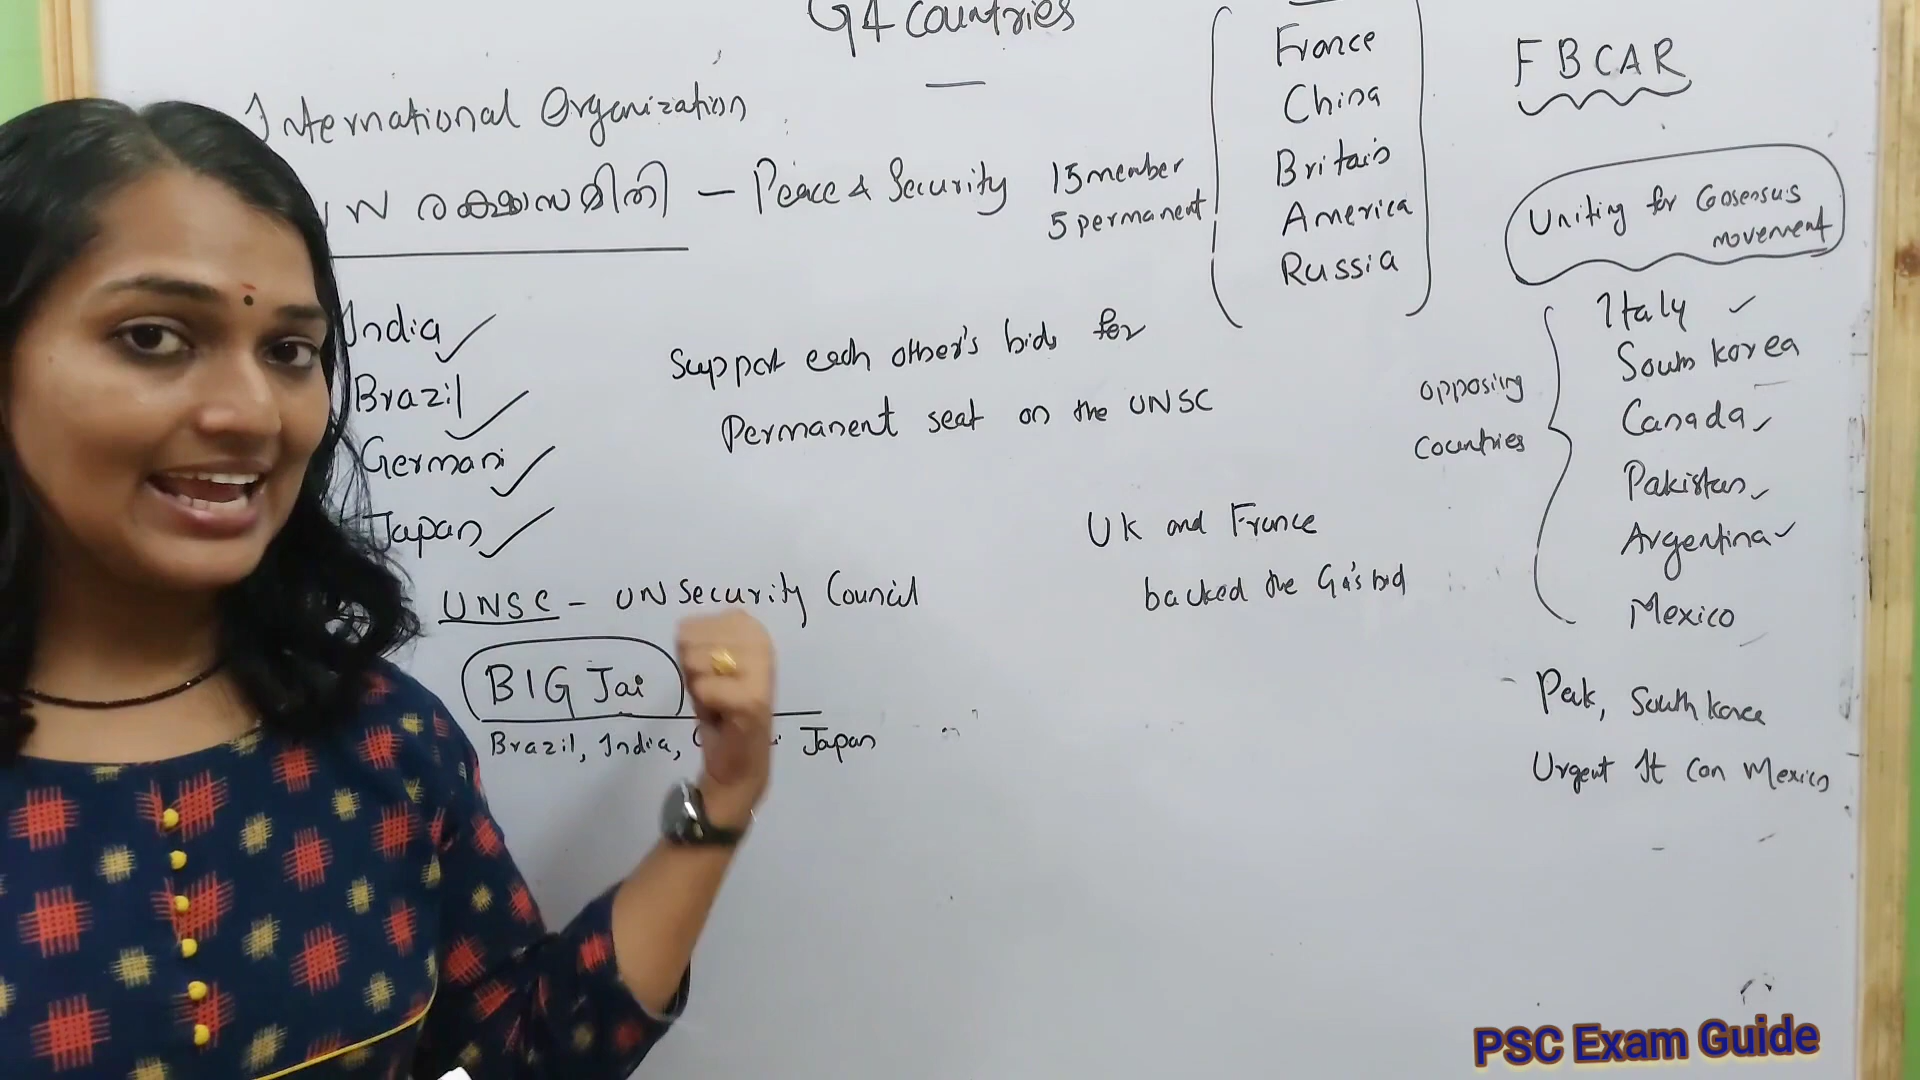 G4 Countries
International Organization
UN രക്ഷാസമിതി - Peace & Security
15 member
5 permanent
France
China
Britain
America
Russia
FBCAR
Uniting for Cosensus
movement
India
Brazil
Germani
Japan
Support each other's bids for
Permanent seat on the UNSC
UNSC - UN Security Council
BIG Jai
Brazil, India, Japan
UK and France
backed the G4's bid
opposing
Countries
Italy
South Korea
Canada
Pakistan
Argentina
Mexico
Pak, South Korea
Urgent It Can Mexico
PSC Exam Guide